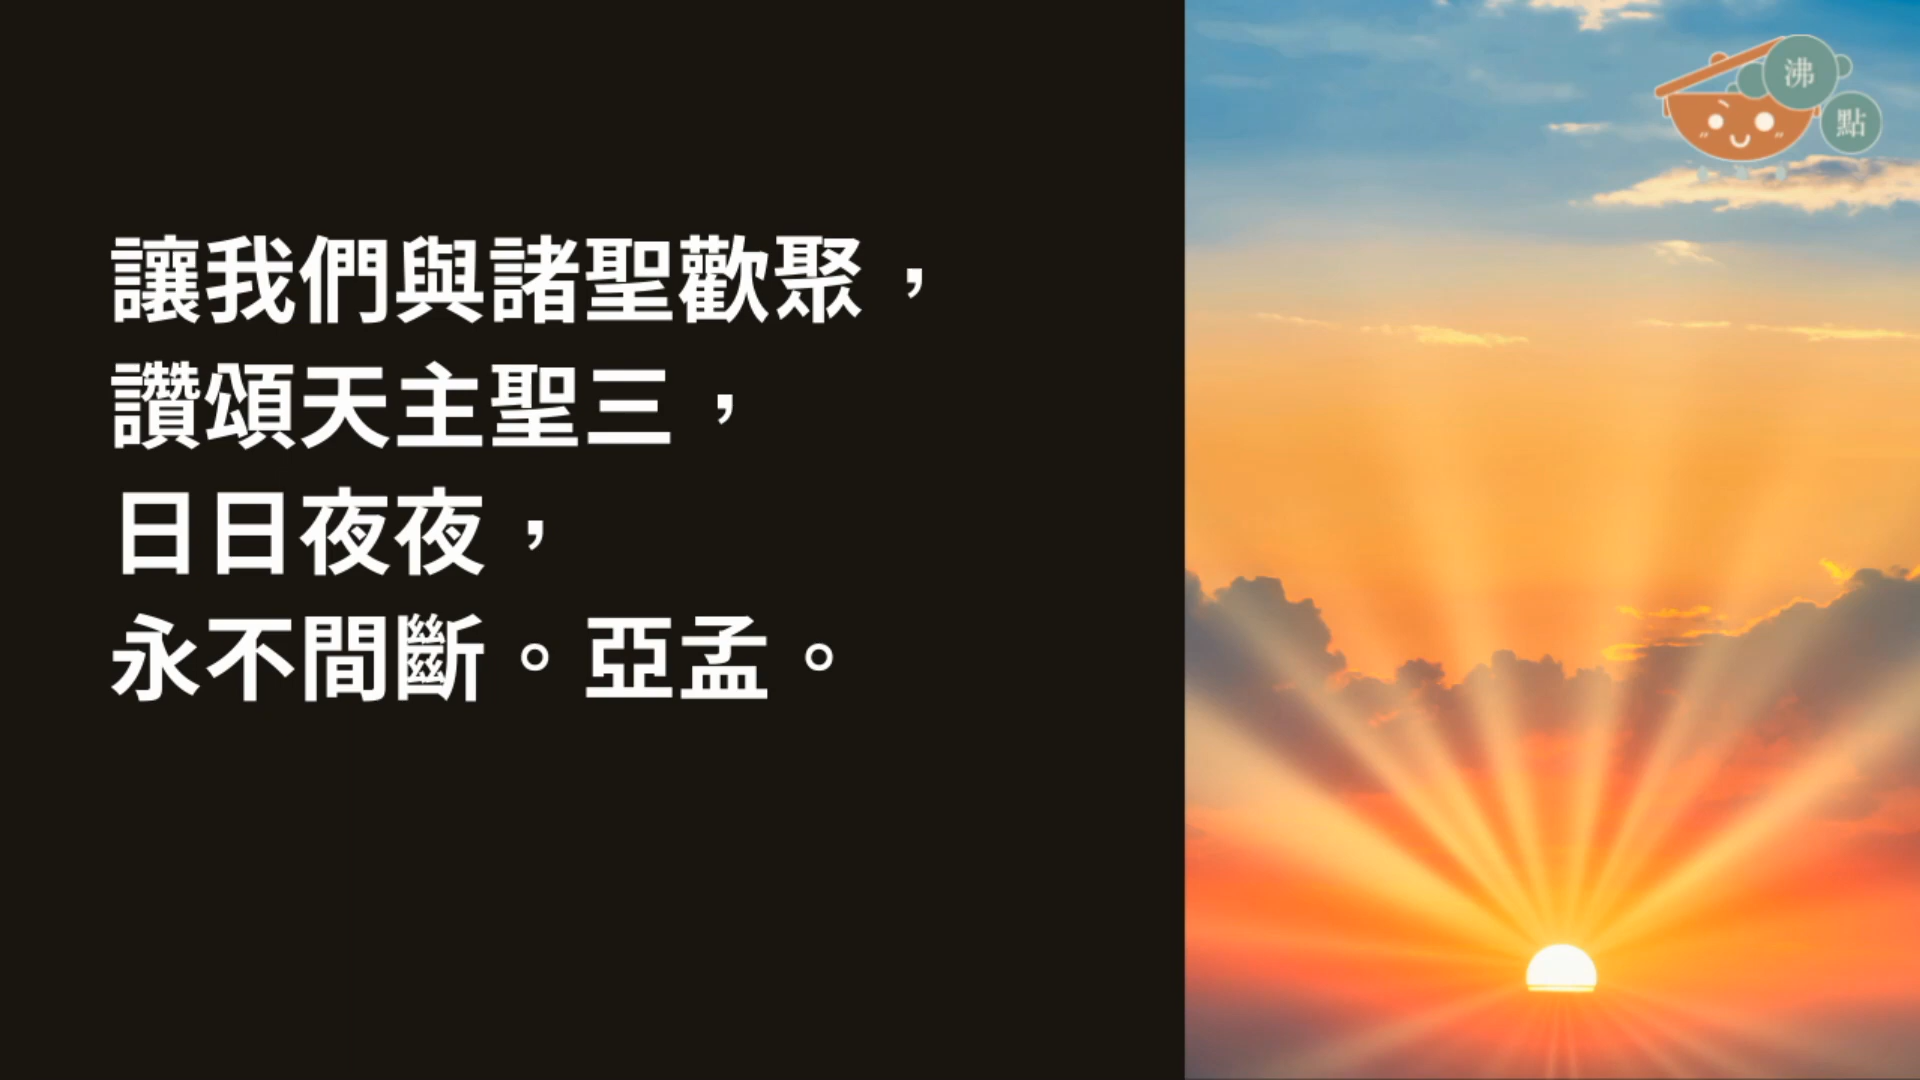 讓我們與諸聖歡聚，
讚頌天主聖三，
日日夜夜，
永不間斷。亞孟。
沸
點